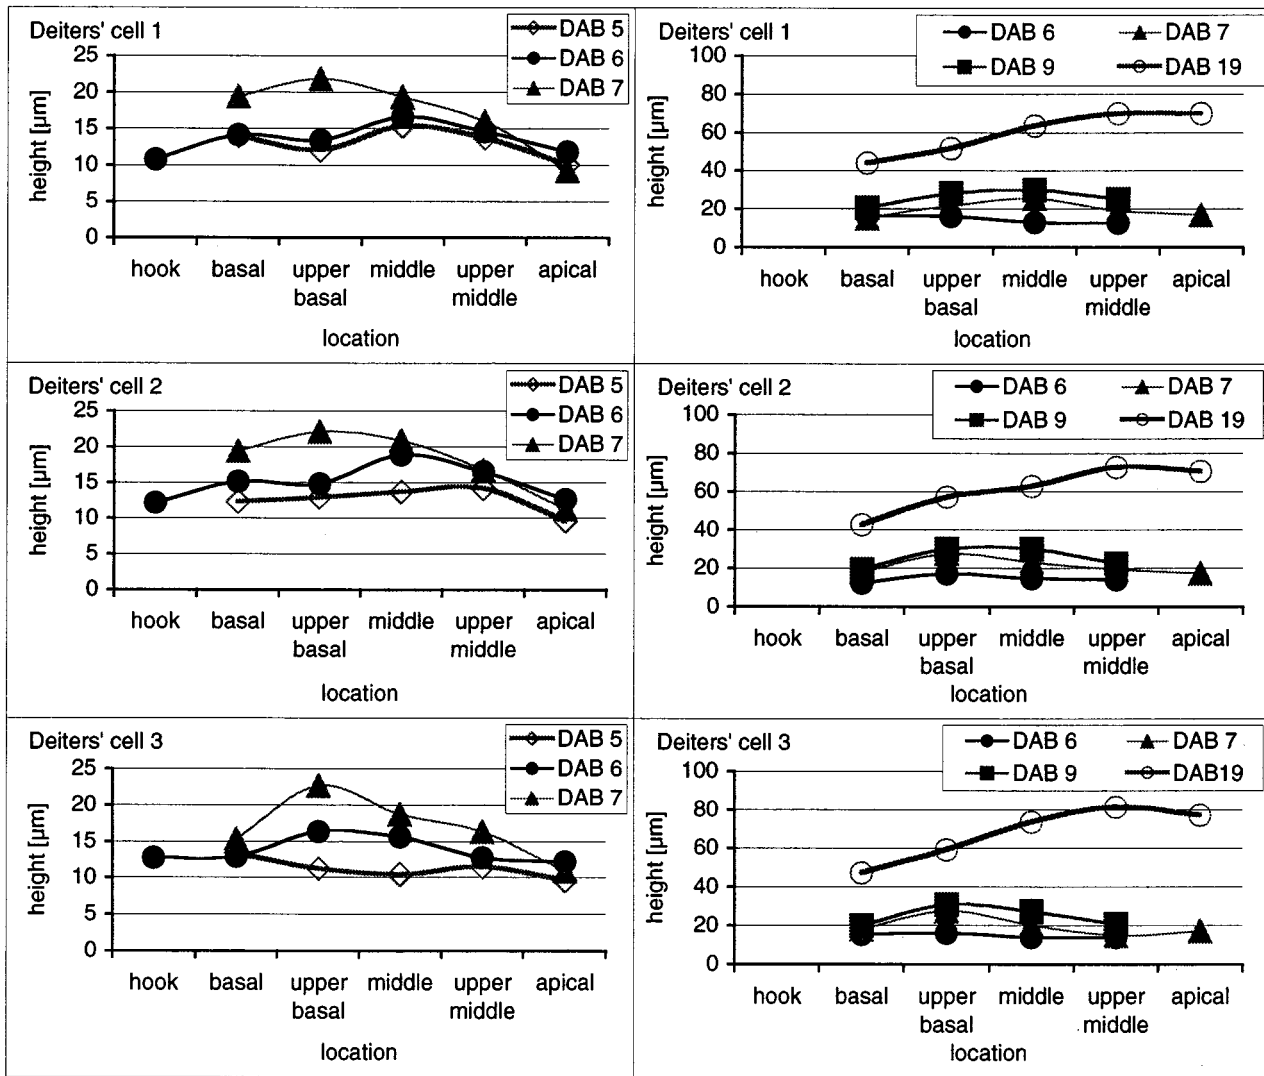 Deiters' cell 1
DAB 5
DAB 6
DAB 7
25
20
15
10
5
0
height [µm]
hook basal upper basal middle upper middle apical
location
Deiters' cell 1
DAB 6 DAB 7
DAB 9 DAB 19
100
80
60
40
20
0
height [µm]
hook basal upper basal middle upper middle apical
location
Deiters' cell 2
DAB 5
DAB 6
DAB 7
25
20
15
10
5
0
height [µm]
hook basal upper basal middle upper middle apical
location
Deiters' cell 2
DAB 6 DAB 7
DAB 9 DAB 19
100
80
60
40
20
0
height [µm]
hook basal upper basal middle upper middle apical
location
Deiters' cell 3
DAB 5
DAB 6
DAB 7
25
20
15
10
5
0
height [µm]
hook basal upper basal middle upper middle apical
location
Deiters' cell 3
DAB 6 DAB 7
DAB 9 DAB19
100
80
60
40
20
0
height [µm]
hook basal upper basal middle upper middle apical
location